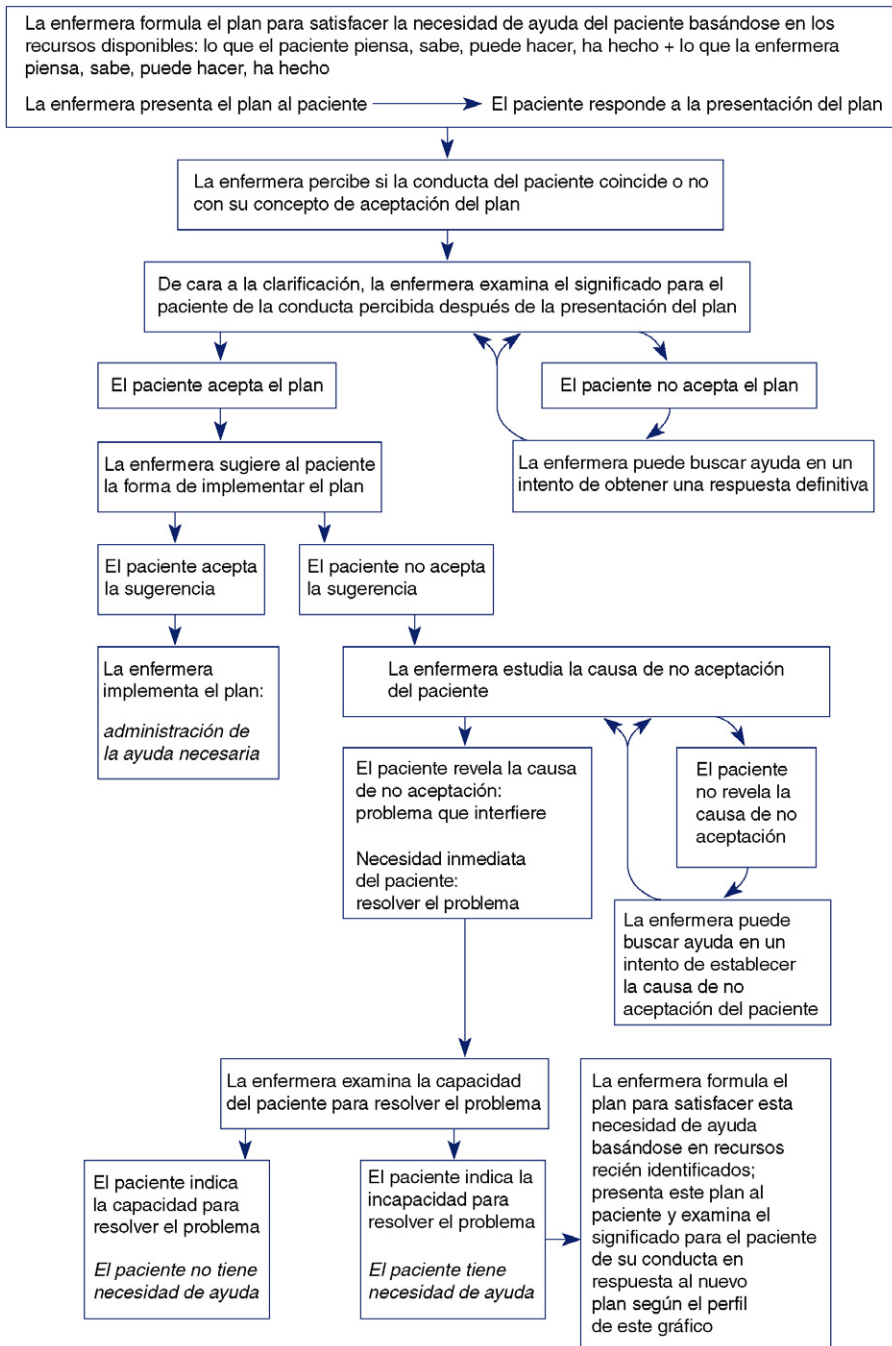 La enfermera formula el plan para satisfacer la necesidad de ayuda del paciente basándose en los
recursos disponibles: lo que el paciente piensa, sabe, puede hacer, ha hecho + lo que la enfermera
piensa, sabe, puede hacer, ha hecho
La enfermera presenta el plan al paciente
El paciente responde a la presentación del plan
La enfermera percibe si la conducta del paciente coincide o no
con su concepto de aceptación del plan
De cara a la clarificación, la enfermera examina el significado para el
paciente de la conducta percibida después de la presentación del plan
El paciente acepta el plan
El paciente no acepta el plan
La enfermera sugiere al paciente
la forma de implementar el plan
La enfermera puede buscar ayuda en un
intento de obtener una respuesta definitiva
El paciente acepta
la sugerencia
El paciente no acepta
la sugerencia
La enfermera
implementa el plan:
administración de
la ayuda necesaria
La enfermera estudia la causa de no aceptación
del paciente
El paciente revela la causa
de no aceptación:
problema que interfiere
Necesidad inmediata
del paciente:
resolver el problema
El paciente
no revela la
causa de no
aceptación
La enfermera puede
buscar ayuda en un
intento de establecer
la causa de no
aceptación del paciente
La enfermera examina la capacidad
del paciente para resolver el problema
El paciente indica
la capacidad para
resolver el problema
El paciente no tiene
necesidad de ayuda
El paciente indica la
incapacidad para
resolver el problema
El paciente tiene
necesidad de ayuda
La enfermera formula el
plan para satisfacer esta
necesidad de ayuda
basándose en recursos
recién identificados;
presenta este plan al
paciente y examina el
significado para el paciente
de su conducta en
respuesta al nuevo
plan según el perfil
de este gráfico